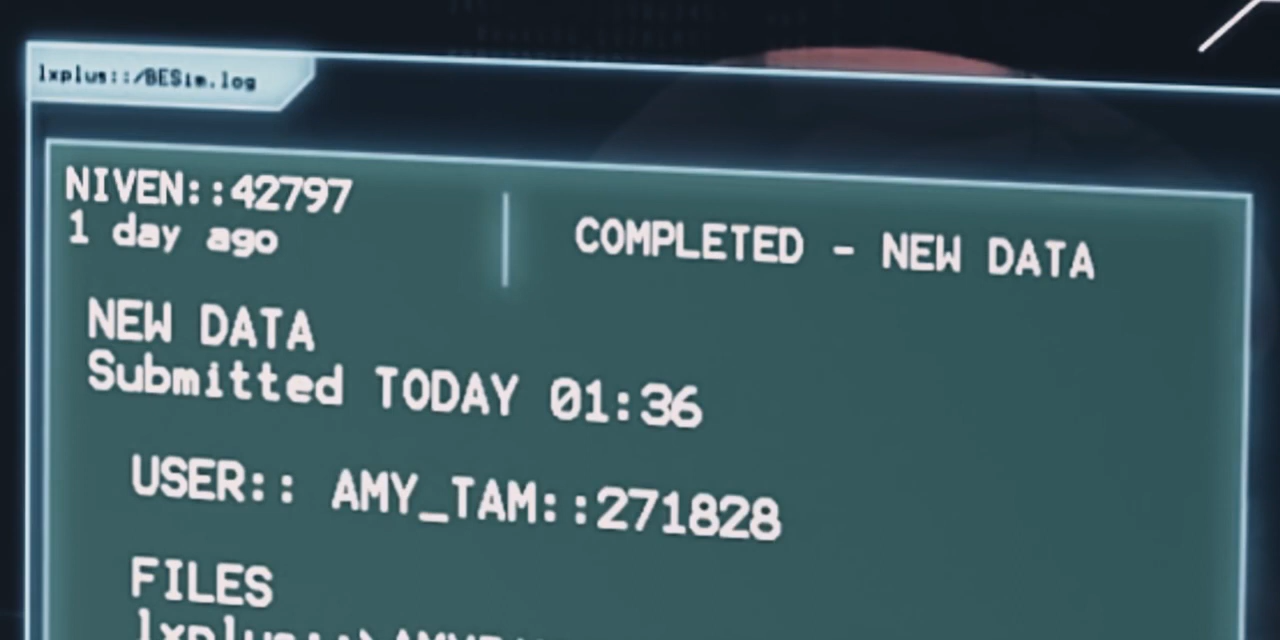 lxplus::/BESim.log
NIVEN::42797
1 day ago
COMPLETED - NEW DATA
NEW DATA
Submitted TODAY 01:36
USER:: AMY_TAM::271828
FILES